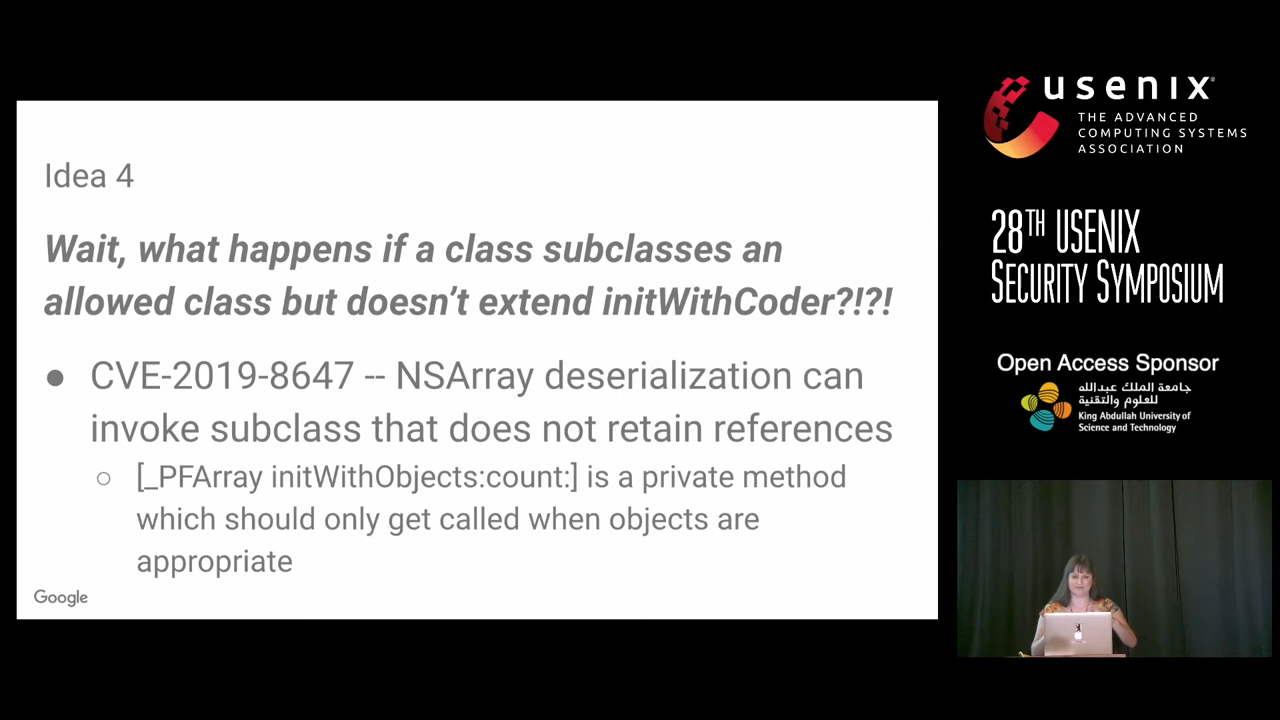 Idea 4
Wait, what happens if a class subclasses an
allowed class but doesn’t extend initWithCoder?!?!
● CVE-2019-8647 -- NSArray deserialization can
invoke subclass that does not retain references
○ [_PFArray initWithObjects:count:] is a private method
which should only get called when objects are
appropriate
Google
usenix®
THE ADVANCED
COMPUTING SYSTEMS
ASSOCIATION
28TH USENIX
SECURITY SYMPOSIUM
Open Access Sponsor
جامعة الملك عبدالله
للعلوم والتقنية
King Abdullah University of
Science and Technology